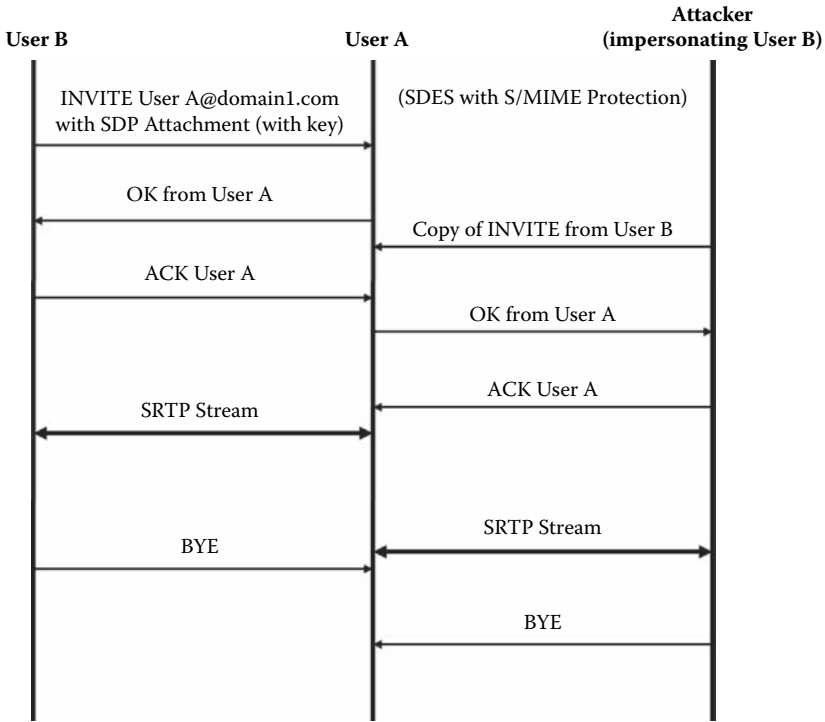 User B
User A
Attacker
(impersonating User B)
INVITE User A@domain1.com
with SDP Attachment (with key)
(SDES with S/MIME Protection)
OK from User A
Copy of INVITE from User B
ACK User A
OK from User A
ACK User A
SRTP Stream
SRTP Stream
BYE
BYE